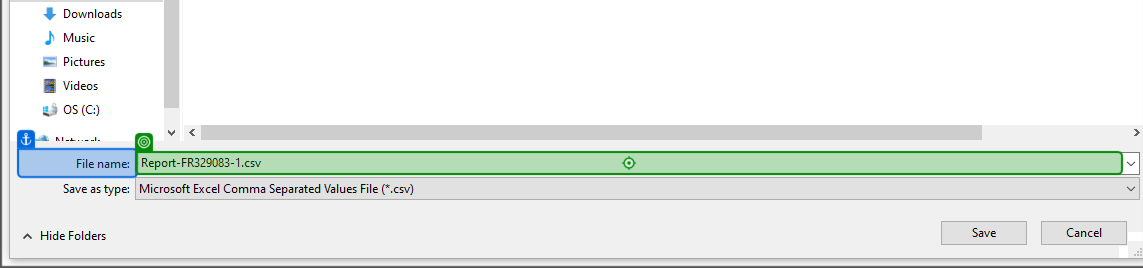 Downloads
Music
Pictures
Videos
OS (C:)
Network
File name: Report-FR329083-1.csv
Save as type: Microsoft Excel Comma Separated Values File (*.csv)
Hide Folders
Save
Cancel